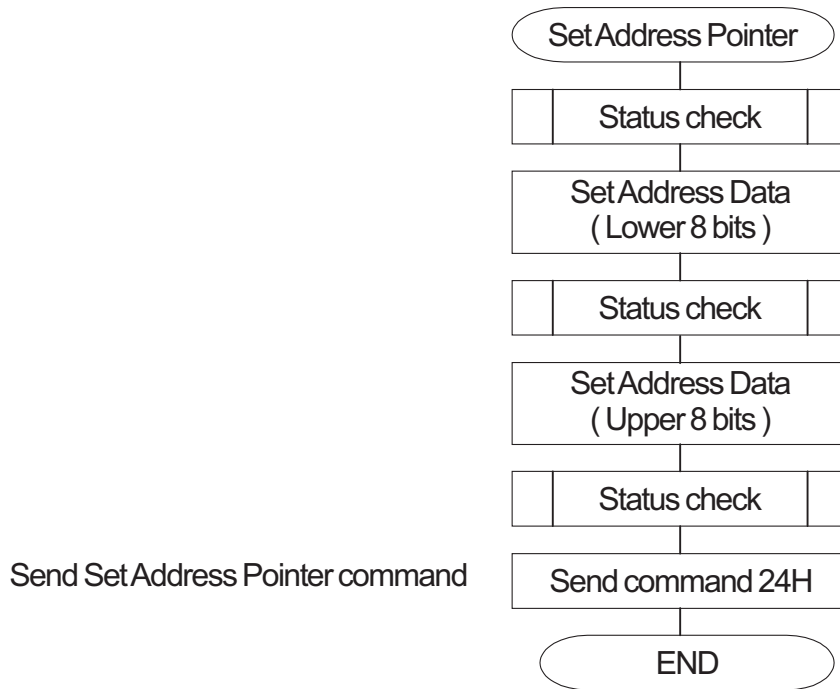 Set Address Pointer
Status check
Set Address Data
( Lower 8 bits )
Status check
Set Address Data
( Upper 8 bits )
Status check
Send Set Address Pointer command
Send command 24H
END